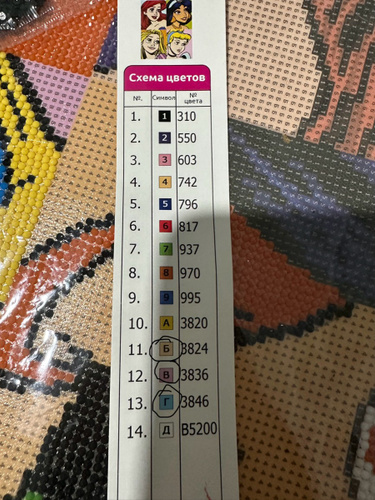 Схема цветов
№. Символ № цвета
1. 1 310
2. 2 550
3. 3 603
4. 4 742
5. 5 796
6. 6 817
7. 7 937
8. 8 970
9. 9 995
10. А 3820
11. Б 3824
12. В 3836
13. Г 3846
14. Д B5200